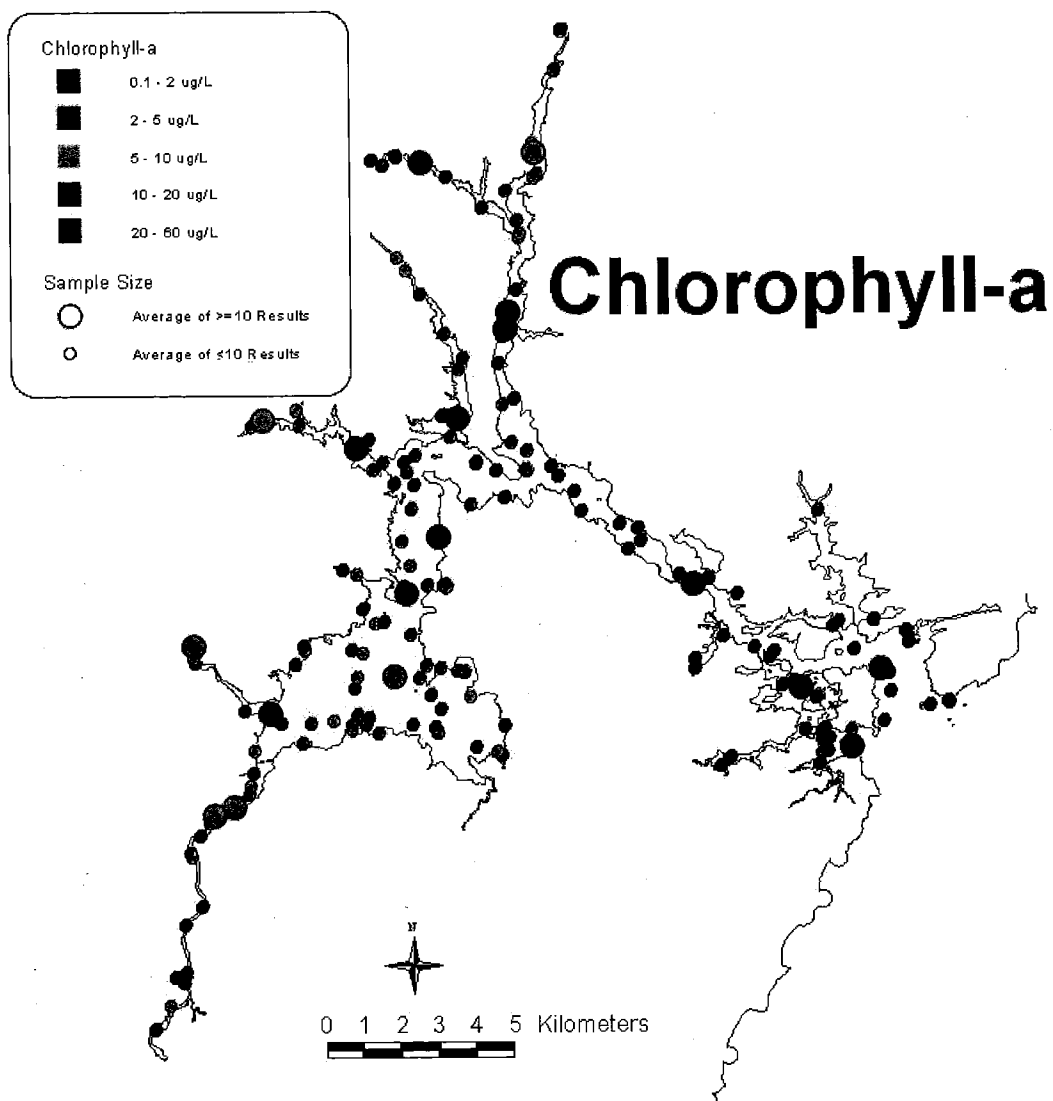 Chlorophyll-a
0.1 - 2 ug/L
2 - 5 ug/L
5 - 10 ug/L
10 - 20 ug/L
20 - 60 ug/L
Sample Size
Average of >=10 Results
Average of ≤10 Results
Chlorophyll-a
N
0 1 2 3 4 5 Kilometers